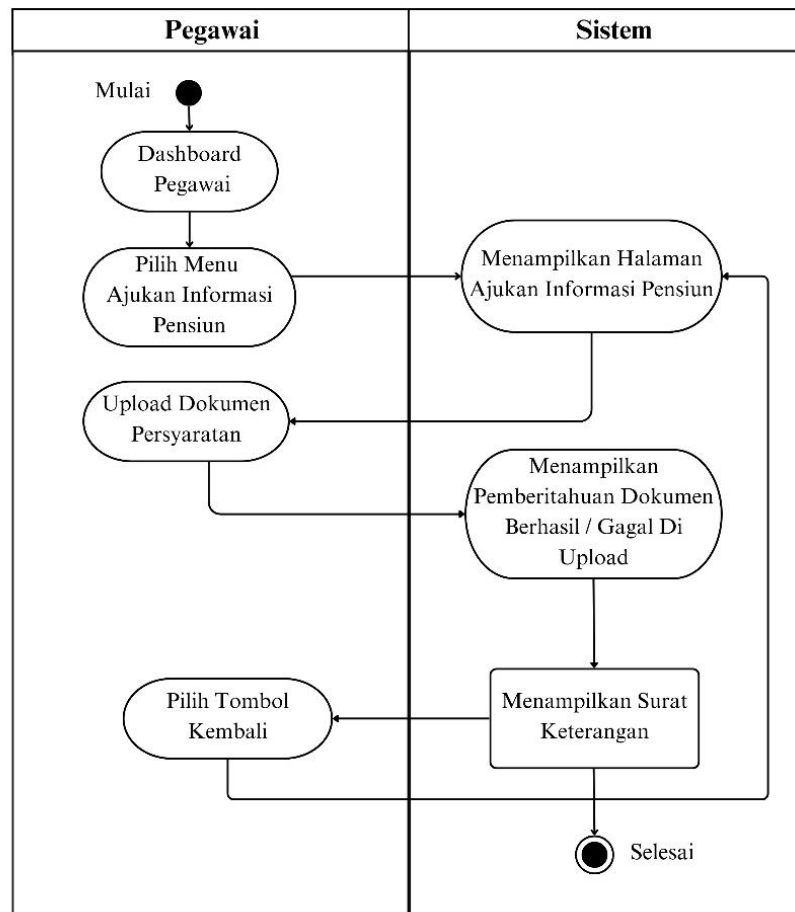 Pegawai
Sistem
Mulai
Dashboard
Pegawai
Pilih Menu
Ajukan Informasi
Pensiun
Menampilkan Halaman
Ajukan Informasi Pensiun
Upload Dokumen
Persyaratan
Menampilkan
Pemberitahuan Dokumen
Berhasil / Gagal Di
Upload
Pilih Tombol
Kembali
Menampilkan Surat
Keterangan
Selesai